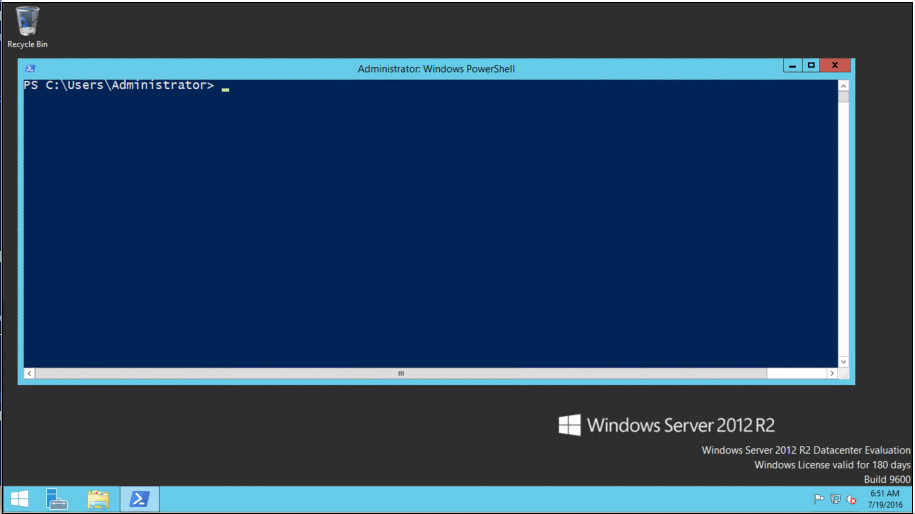 Recycle Bin
Administrator: Windows PowerShell
PS C:\Users\Administrator>
Windows Server 2012 R2
Windows Server 2012 R2 Datacenter Evaluation
Windows License valid for 180 days
Build 9600
6:51 AM
7/19/2016